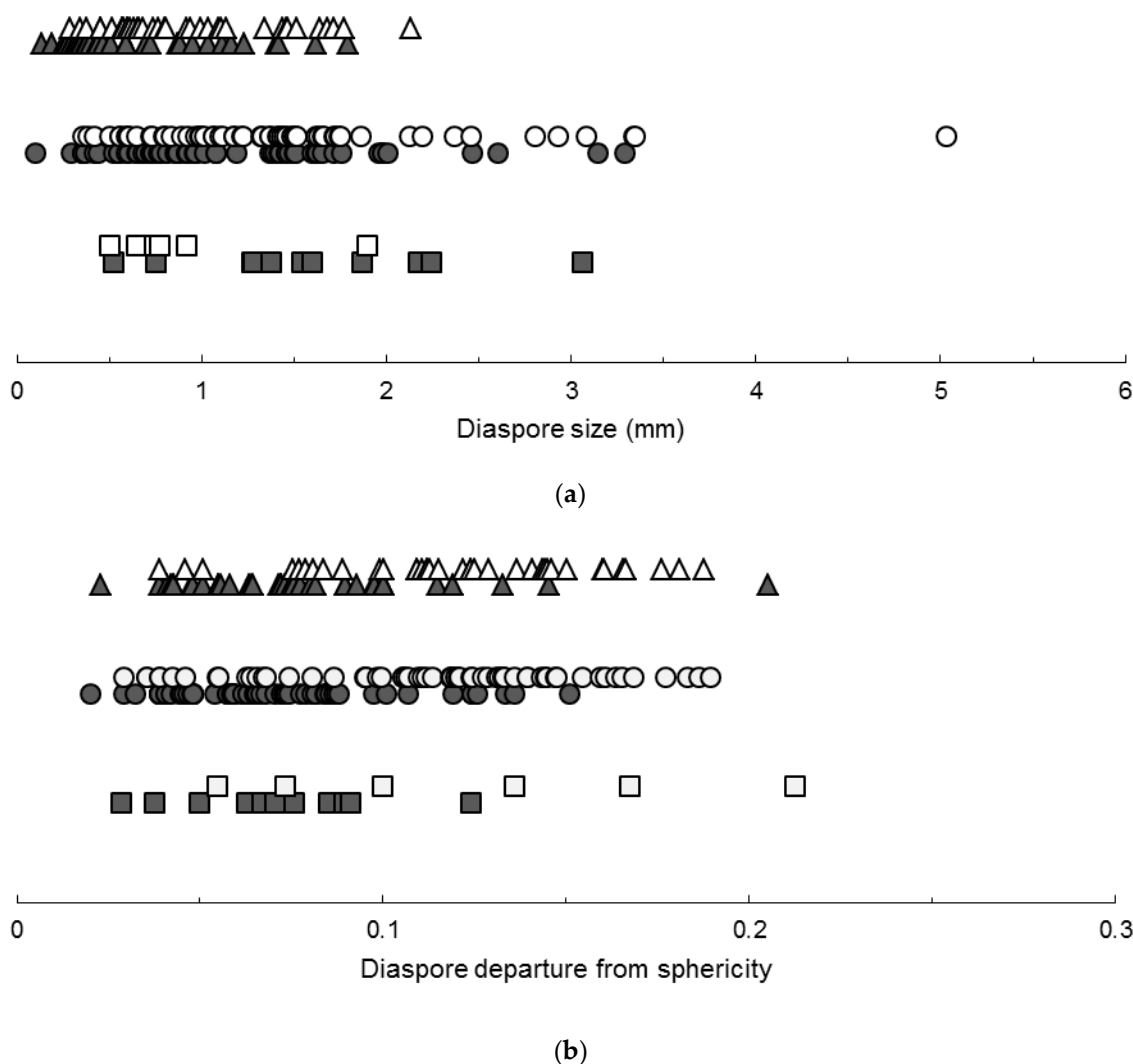 0 1 2 3 4 5 6
Diaspore size (mm)
(a)
0 0.1 0.2 0.3
Diaspore departure from sphericity
(b)